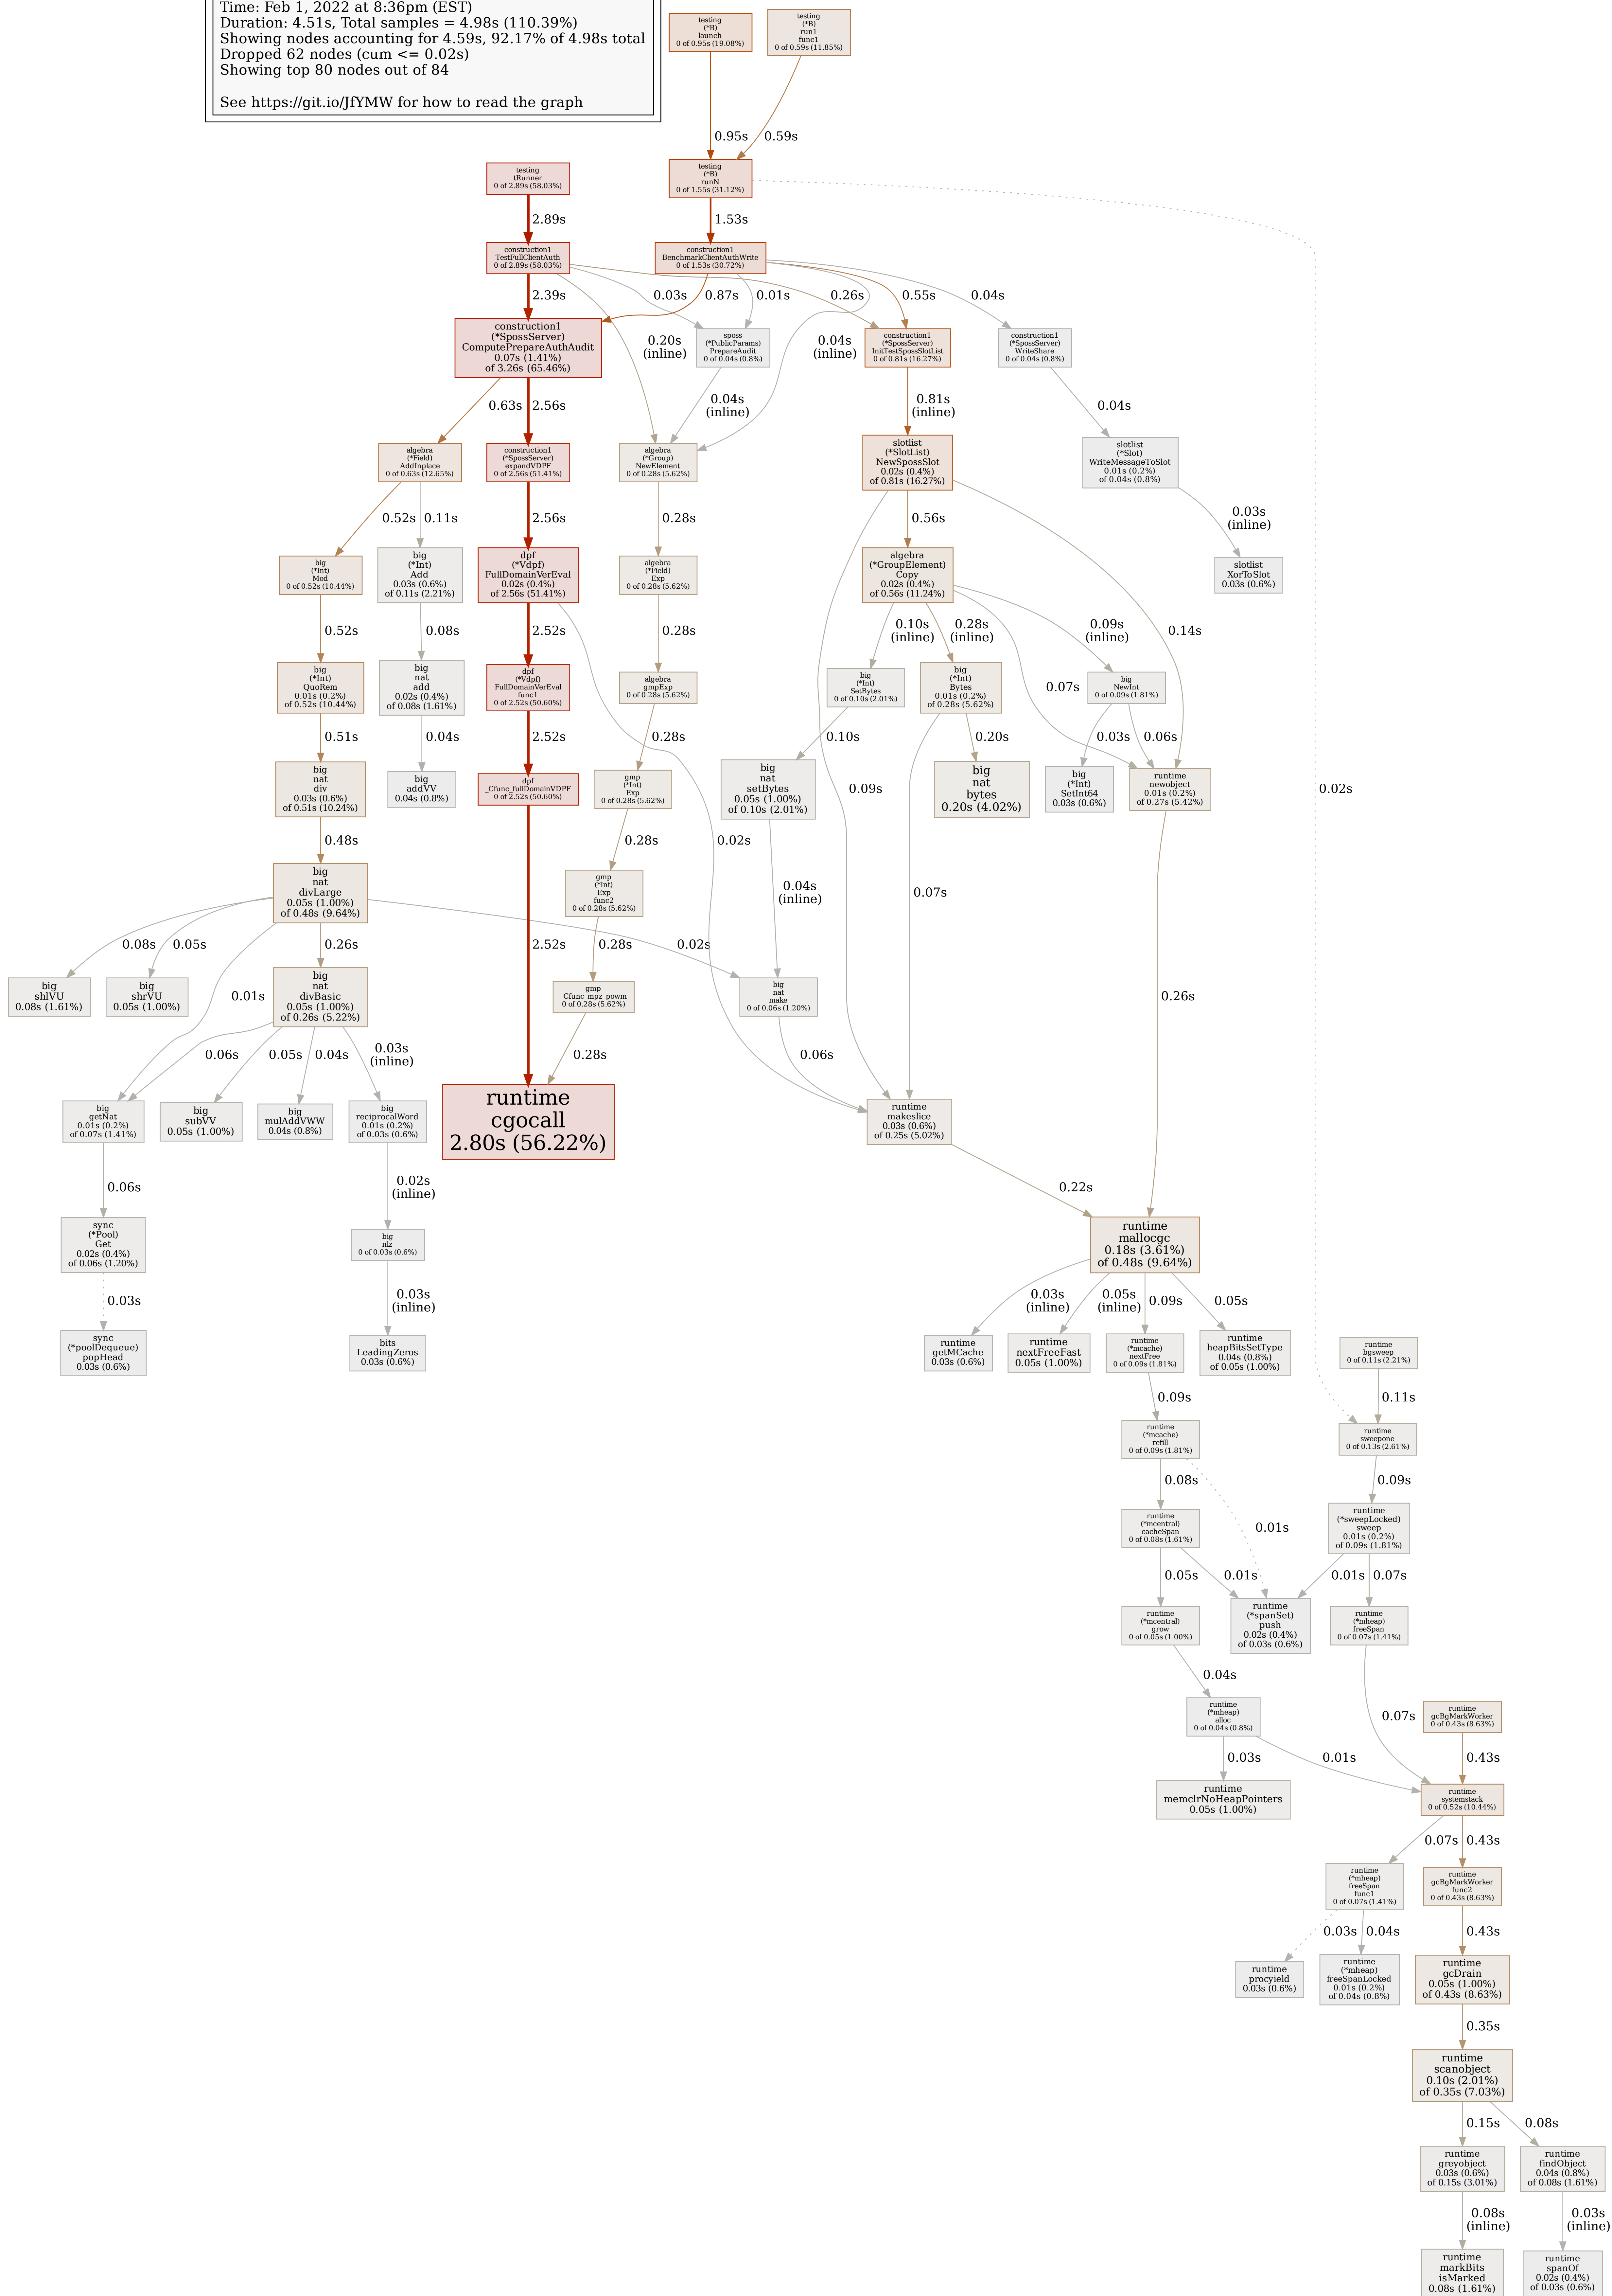 Time: Feb 1, 2022 at 8:36pm (EST)
Duration: 4.51s, Total samples = 4.98s (110.39%)
Showing nodes accounting for 4.59s, 92.17% of 4.98s total
Dropped 62 nodes (cum <= 0.02s)
Showing top 80 nodes out of 84
See https://git.io/JfYMW for how to read the graph
testing
(*B)
launch
0 of 0.95s (19.08%)
testing
(*B)
run1
func1
0 of 0.59s (11.85%)
0.95s
0.59s
testing
tRunner
0 of 2.89s (58.03%)
testing
(*B)
runN
0 of 1.55s (31.12%)
2.89s
1.53s
0.02s
construction1
TestFullClientAuth
0 of 2.89s (58.03%)
construction1
BenchmarkClientAuthWrite
0 of 1.53s (30.72%)
2.39s
0.03s
0.87s
0.01s
0.26s
0.55s
0.04s
0.20s
(inline)
0.04s
(inline)
construction1
(*SpossServer)
ComputePrepareAuthAudit
0.07s (1.41%)
of 3.26s (65.46%)
sposs
(*PublicParams)
PrepareAudit
0 of 0.04s (0.8%)
construction1
(*SpossServer)
InitTestSpossSlotList
0 of 0.81s (16.27%)
construction1
(*SpossServer)
WriteShare
0 of 0.04s (0.8%)
0.63s
2.56s
0.04s
(inline)
0.81s
(inline)
0.04s
algebra
(*Field)
AddInplace
0 of 0.63s (12.65%)
construction1
(*SpossServer)
expandVDPF
0 of 2.56s (51.41%)
algebra
(*Group)
NewElement
0 of 0.28s (5.62%)
slotlist
(*SlotList)
NewSpossSlot
0.02s (0.4%)
of 0.81s (16.27%)
slotlist
(*Slot)
WriteMessageToSlot
0.01s (0.2%)
of 0.04s (0.8%)
0.52s
0.11s
2.56s
0.28s
0.56s
0.03s
(inline)
big
(*Int)
Mod
0 of 0.52s (10.44%)
big
(*Int)
Add
0.03s (0.6%)
of 0.11s (2.21%)
dpf
(*Vdpf)
FullDomainVerEval
0.02s (0.4%)
of 2.56s (51.41%)
algebra
(*Field)
Exp
0 of 0.28s (5.62%)
algebra
(*GroupElement)
Copy
0.02s (0.4%)
of 0.56s (11.24%)
slotlist
XorToSlot
0.03s (0.6%)
0.52s
0.08s
2.52s
0.28s
0.10s
(inline)
0.28s
(inline)
0.09s
(inline)
0.14s
big
(*Int)
QuoRem
0.01s (0.2%)
of 0.52s (10.44%)
big
nat
add
0.02s (0.4%)
of 0.08s (1.61%)
dpf
(*Vdpf)
FullDomainVerEval
func1
0 of 2.52s (50.60%)
algebra
gmpExp
0 of 0.28s (5.62%)
big
(*Int)
SetBytes
0 of 0.10s (2.01%)
big
(*Int)
Bytes
0.01s (0.2%)
of 0.28s (5.62%)
0.07s
big
NewInt
0 of 0.09s (1.81%)
0.51s
0.04s
2.52s
0.28s
0.10s
0.20s
0.03s
0.06s
big
nat
div
0.03s (0.6%)
of 0.51s (10.24%)
big
addVV
0.04s (0.8%)
dpf
_Cfunc_fullDomainVDPF
0 of 2.52s (50.60%)
gmp
(*Int)
Exp
0 of 0.28s (5.62%)
big
nat
setBytes
0.05s (1.00%)
of 0.10s (2.01%)
0.09s
big
nat
bytes
0.20s (4.02%)
big
(*Int)
SetInt64
0.03s (0.6%)
runtime
newobject
0.01s (0.2%)
of 0.27s (5.42%)
0.48s
0.28s
0.02s
big
nat
divLarge
0.05s (1.00%)
of 0.48s (9.64%)
gmp
(*Int)
Exp
func2
0 of 0.28s (5.62%)
0.04s
(inline)
0.07s
0.08s
0.05s
0.26s
2.52s
0.28s
0.02s
big
shlVU
0.08s (1.61%)
big
shrVU
0.05s (1.00%)
0.01s
big
nat
divBasic
0.05s (1.00%)
of 0.26s (5.22%)
gmp
_Cfunc_mpz_powm
0 of 0.28s (5.62%)
big
nat
make
0 of 0.06s (1.20%)
0.26s
0.06s
0.05s
0.04s
0.03s
(inline)
0.28s
0.06s
big
getNat
0.01s (0.2%)
of 0.07s (1.41%)
big
subVV
0.05s (1.00%)
big
mulAddVWW
0.04s (0.8%)
big
reciprocalWord
0.01s (0.2%)
of 0.03s (0.6%)
runtime
cgocall
2.80s (56.22%)
runtime
makeslice
0.03s (0.6%)
of 0.25s (5.02%)
0.06s
0.02s
(inline)
0.22s
sync
(*Pool)
Get
0.02s (0.4%)
of 0.06s (1.20%)
big
nlz
0 of 0.03s (0.6%)
runtime
mallocgc
0.18s (3.61%)
of 0.48s (9.64%)
0.03s
0.03s
(inline)
0.03s
(inline)
0.05s
(inline)
0.09s
0.05s
sync
(*poolDequeue)
popHead
0.03s (0.6%)
bits
LeadingZeros
0.03s (0.6%)
runtime
getMCache
0.03s (0.6%)
runtime
nextFreeFast
0.05s (1.00%)
runtime
(*mcache)
nextFree
0 of 0.09s (1.81%)
runtime
heapBitsSetType
0.04s (0.8%)
of 0.05s (1.00%)
runtime
bgsweep
0 of 0.11s (2.21%)
0.09s
0.11s
runtime
(*mcache)
refill
0 of 0.09s (1.81%)
runtime
sweepone
0 of 0.13s (2.61%)
0.08s
0.09s
runtime
(*mcentral)
cacheSpan
0 of 0.08s (1.61%)
0.01s
runtime
(*sweepLocked)
sweep
0.01s (0.2%)
of 0.09s (1.81%)
0.05s
0.01s
0.01s
0.07s
runtime
(*mcentral)
grow
0 of 0.05s (1.00%)
runtime
(*spanSet)
push
0.02s (0.4%)
of 0.03s (0.6%)
runtime
(*mheap)
freeSpan
0 of 0.07s (1.41%)
0.04s
runtime
(*mheap)
alloc
0 of 0.04s (0.8%)
0.07s
runtime
gcBgMarkWorker
0 of 0.43s (8.63%)
0.03s
0.01s
0.43s
runtime
memclrNoHeapPointers
0.05s (1.00%)
runtime
systemstack
0 of 0.52s (10.44%)
0.07s
0.43s
runtime
(*mheap)
freeSpan
func1
0 of 0.07s (1.41%)
runtime
gcBgMarkWorker
func2
0 of 0.43s (8.63%)
0.03s
0.04s
0.43s
runtime
procyield
0.03s (0.6%)
runtime
(*mheap)
freeSpanLocked
0.01s (0.2%)
of 0.04s (0.8%)
runtime
gcDrain
0.05s (1.00%)
of 0.43s (8.63%)
0.35s
runtime
scanobject
0.10s (2.01%)
of 0.35s (7.03%)
0.15s
0.08s
runtime
greyobject
0.03s (0.6%)
of 0.15s (3.01%)
runtime
findObject
0.04s (0.8%)
of 0.08s (1.61%)
0.08s
(inline)
0.03s
(inline)
runtime
markBits
isMarked
0.08s (1.61%)
runtime
spanOf
0.02s (0.4%)
of 0.03s (0.6%)